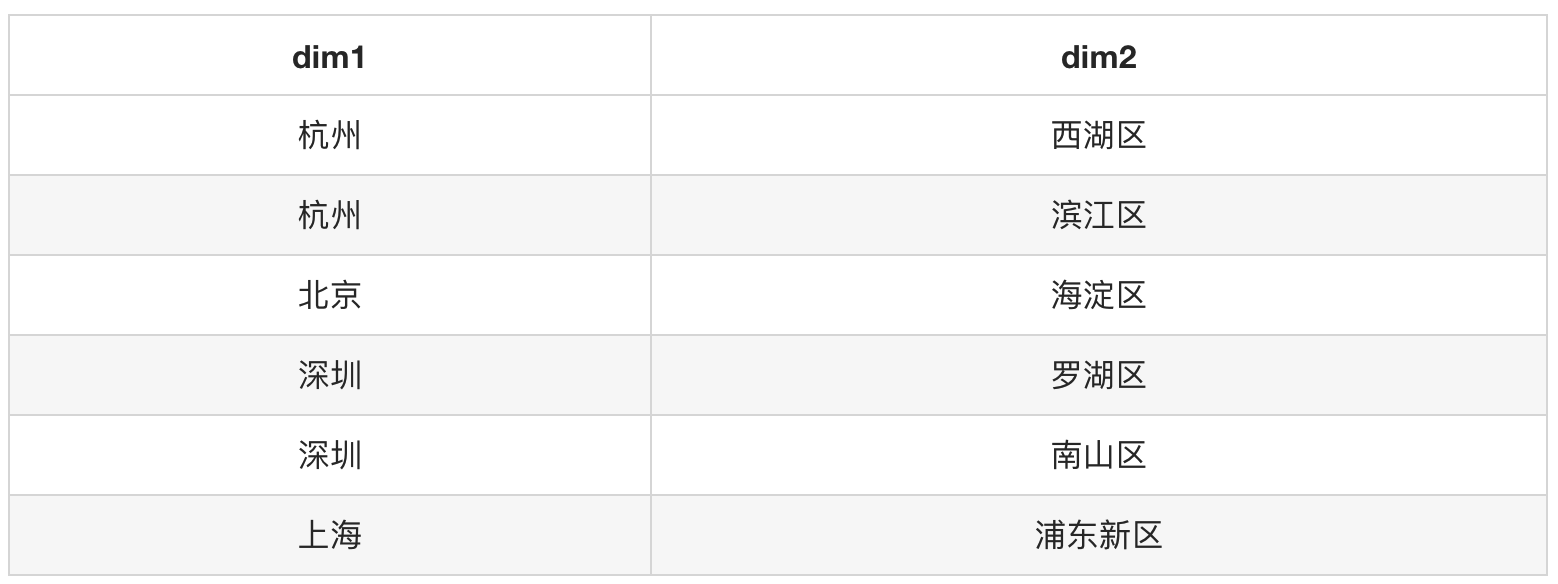 dim1 dim2
杭州 西湖区
杭州 滨江区
北京 海淀区
深圳 罗湖区
深圳 南山区
上海 浦东新区